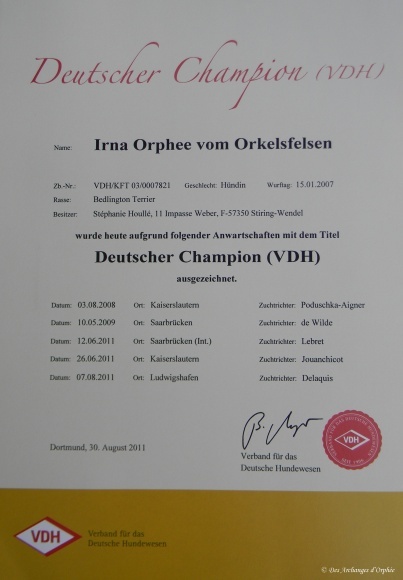 Deutscher Champion (VDH)
Name: Irna Orphee vom Orkelsfelsen
Zb.-Nr.: VDH/KFT 03/0007821 Geschlecht: Hündin Wurftag: 15.01.2007
Rasse: Bedlington Terrier
Besitzer: Stéphanie Houllé, 11 Impasse Weber, F-57350 Stiring-Wendel
wurde heute aufgrund folgender Anwartschaften mit dem Titel
Deutscher Champion (VDH)
ausgezeichnet.
Datum: 03.08.2008 Ort: Kaiserslautern Zuchtrichter: Poduschka-Aigner
Datum: 10.05.2009 Ort: Saarbrücken Zuchtrichter: de Wilde
Datum: 12.06.2011 Ort: Saarbrücken (Int.) Zuchtrichter: Lebret
Datum: 26.06.2011 Ort: Kaiserslautern Zuchtrichter: Jouanchicot
Datum: 07.08.2011 Ort: Ludwigshafen Zuchtrichter: Delaquis
Dortmund, 30. August 2011
Verband für das
Deutsche Hundewesen
VDH
VDH
Verband für das
Deutsche Hundewesen
© Des Archanges d'Orphée